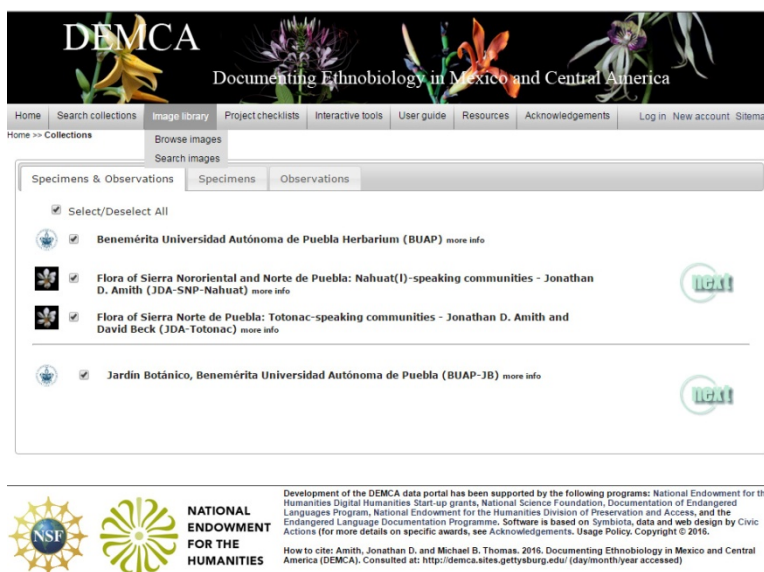 DEMCA
Documenting Ethnobiology in Mexico and Central America
Home Search collections Image library Project checklists Interactive tools User guide Resources Acknowledgements Log in New account Sitema
Home >> Collections
Browse images
Search images
Specimens & Observations Specimens Observations
Select/Deselect All
Benemérita Universidad Autónoma de Puebla Herbarium (BUAP) more info
Flora of Sierra Nororiental and Norte de Puebla: Nahuat(l)-speaking communities - Jonathan
D. Amith (JDA-SNP-Nahuat) more info
next
Flora of Sierra Norte de Puebla: Totonac-speaking communities - Jonathan D. Amith and
David Beck (JDA-Totonac) more info
Jardín Botánico, Benemérita Universidad Autónoma de Puebla (BUAP-JB) more info
next
NSF
NATIONAL
ENDOWMENT
FOR THE
HUMANITIES
Development of the DEMCA data portal has been supported by the following programs: National Endowment for th
Humanities Digital Humanities Start-up grants, National Science Foundation, Documentation of Endangered
Languages Program, National Endowment for the Humanities Division of Preservation and Access, and the
Endangered Language Documentation Programme. Software is based on Symbiota, data and web design by Civic
Actions (for more details on specific awards, see Acknowledgements. Usage Policy. Copyright © 2016.
How to cite: Amith, Jonathan D. and Michael B. Thomas. 2016. Documenting Ethnobiology in Mexico and Central
America (DEMCA). Consulted at: http://demca.sites.gettysburg.edu/ (day/month/year accessed)